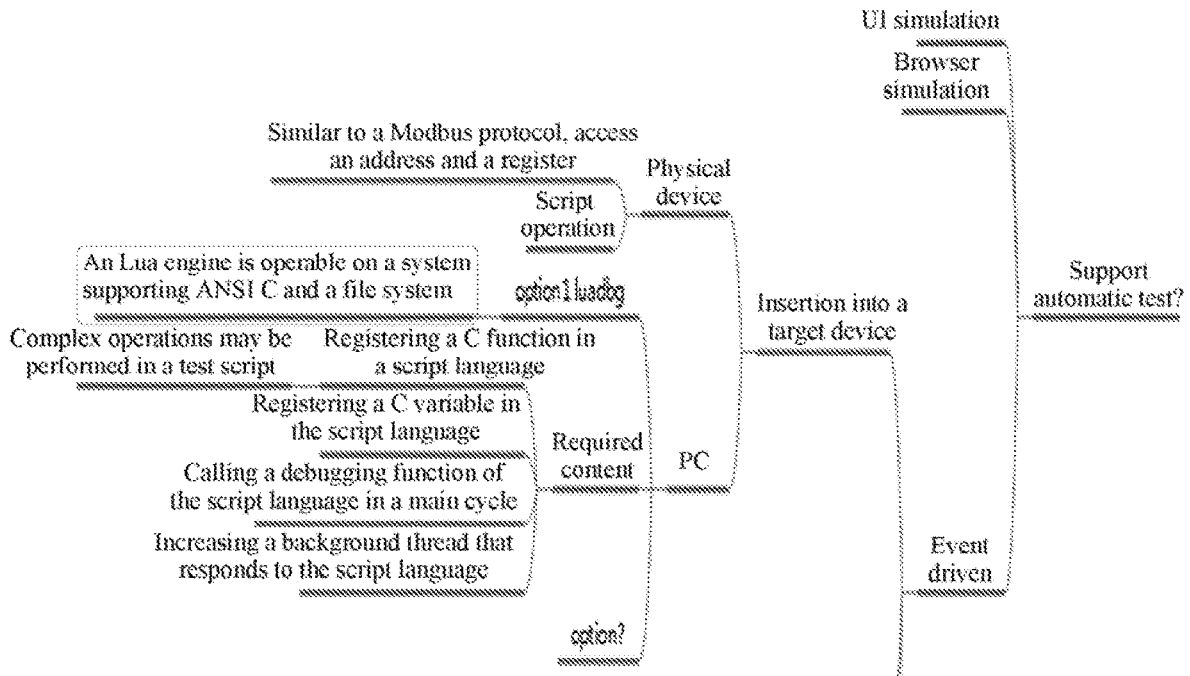 UI simulation
Browser
simulation
Similar to a Modbus protocol, access
an address and a register
Physical
device
Script
operation
An Lua engine is operable on a system
supporting ANSI C and a file system
option1 luadbg
Insertion into a
target device
Support
automatic test?
Complex operations may be
performed in a test script
Registering a C function in
a script language
Registering a C variable in
the script language
Required
content
PC
Calling a debugging function of
the script language in a main cycle
Increasing a background thread that
responds to the script language
Event
driven
option?